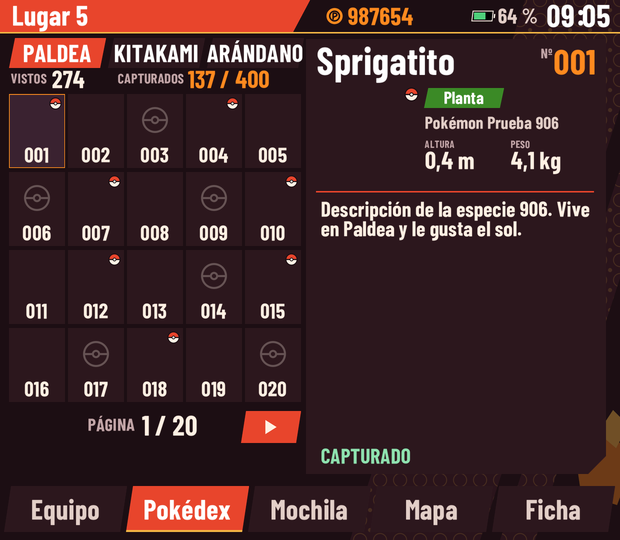 Lugar 5
987654
64 %
09:05
PALDEA
KITAKAMI
ARÁNDANO
VISTOS 274
CAPTURADOS 137 / 400
001 002 003 004 005
006 007 008 009 010
011 012 013 014 015
016 017 018 019 020
PÁGINA 1 / 20
Sprigatito
Nº001
Planta
Pokémon Prueba 906
ALTURA PESO
0,4 m 4,1 kg
Descripción de la especie 906. Vive
en Paldea y le gusta el sol.
CAPTURADO
Equipo
Pokédex
Mochila
Mapa
Ficha